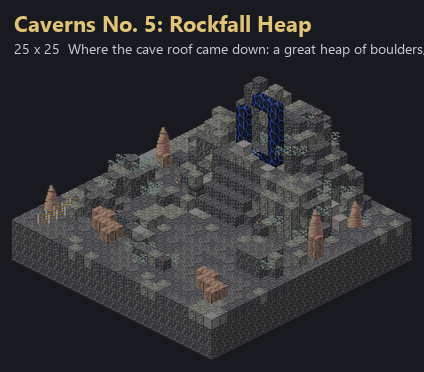 Caverns No. 5: Rockfall Heap
25 x 25 Where the cave roof came down: a great heap of boulders,